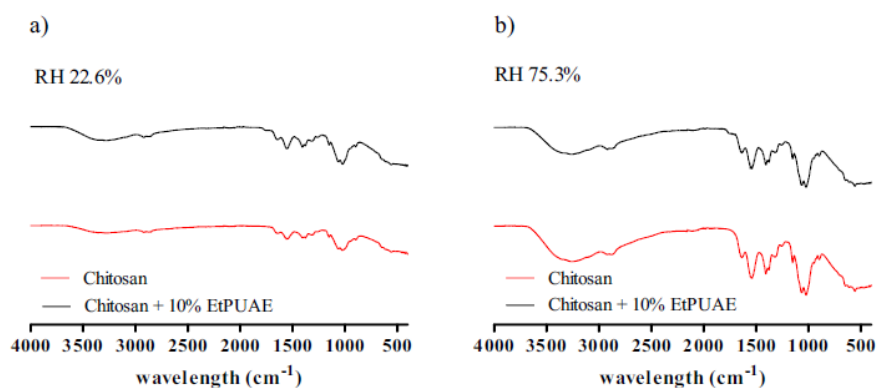 a)
RH 22.6%
Chitosan
Chitosan + 10% EtPUAE
4000 3500 3000 2500 2000 1500 1000 500
wavelength (cm⁻¹)
b)
RH 75.3%
Chitosan
Chitosan + 10% EtPUAE
4000 3500 3000 2500 2000 1500 1000 500
wavelength (cm⁻¹)